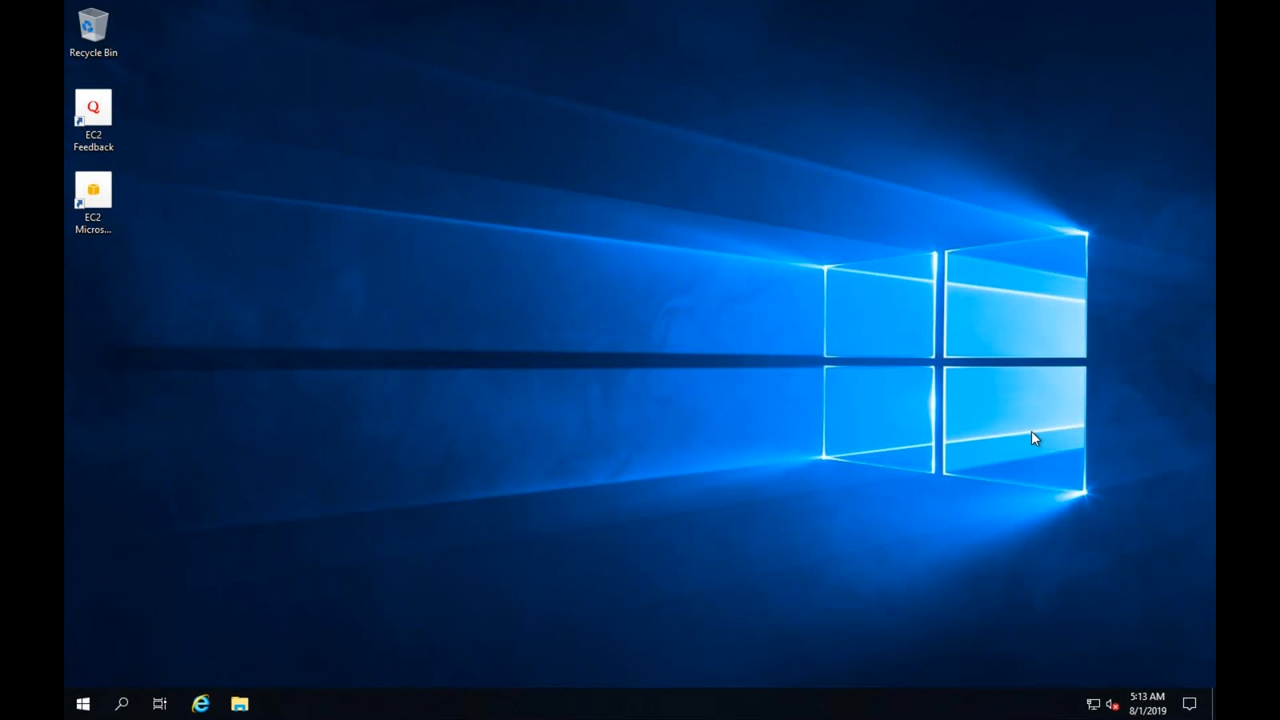 Recycle Bin
Q
EC2
Feedback
EC2
Micros...
5:13 AM
8/1/2019